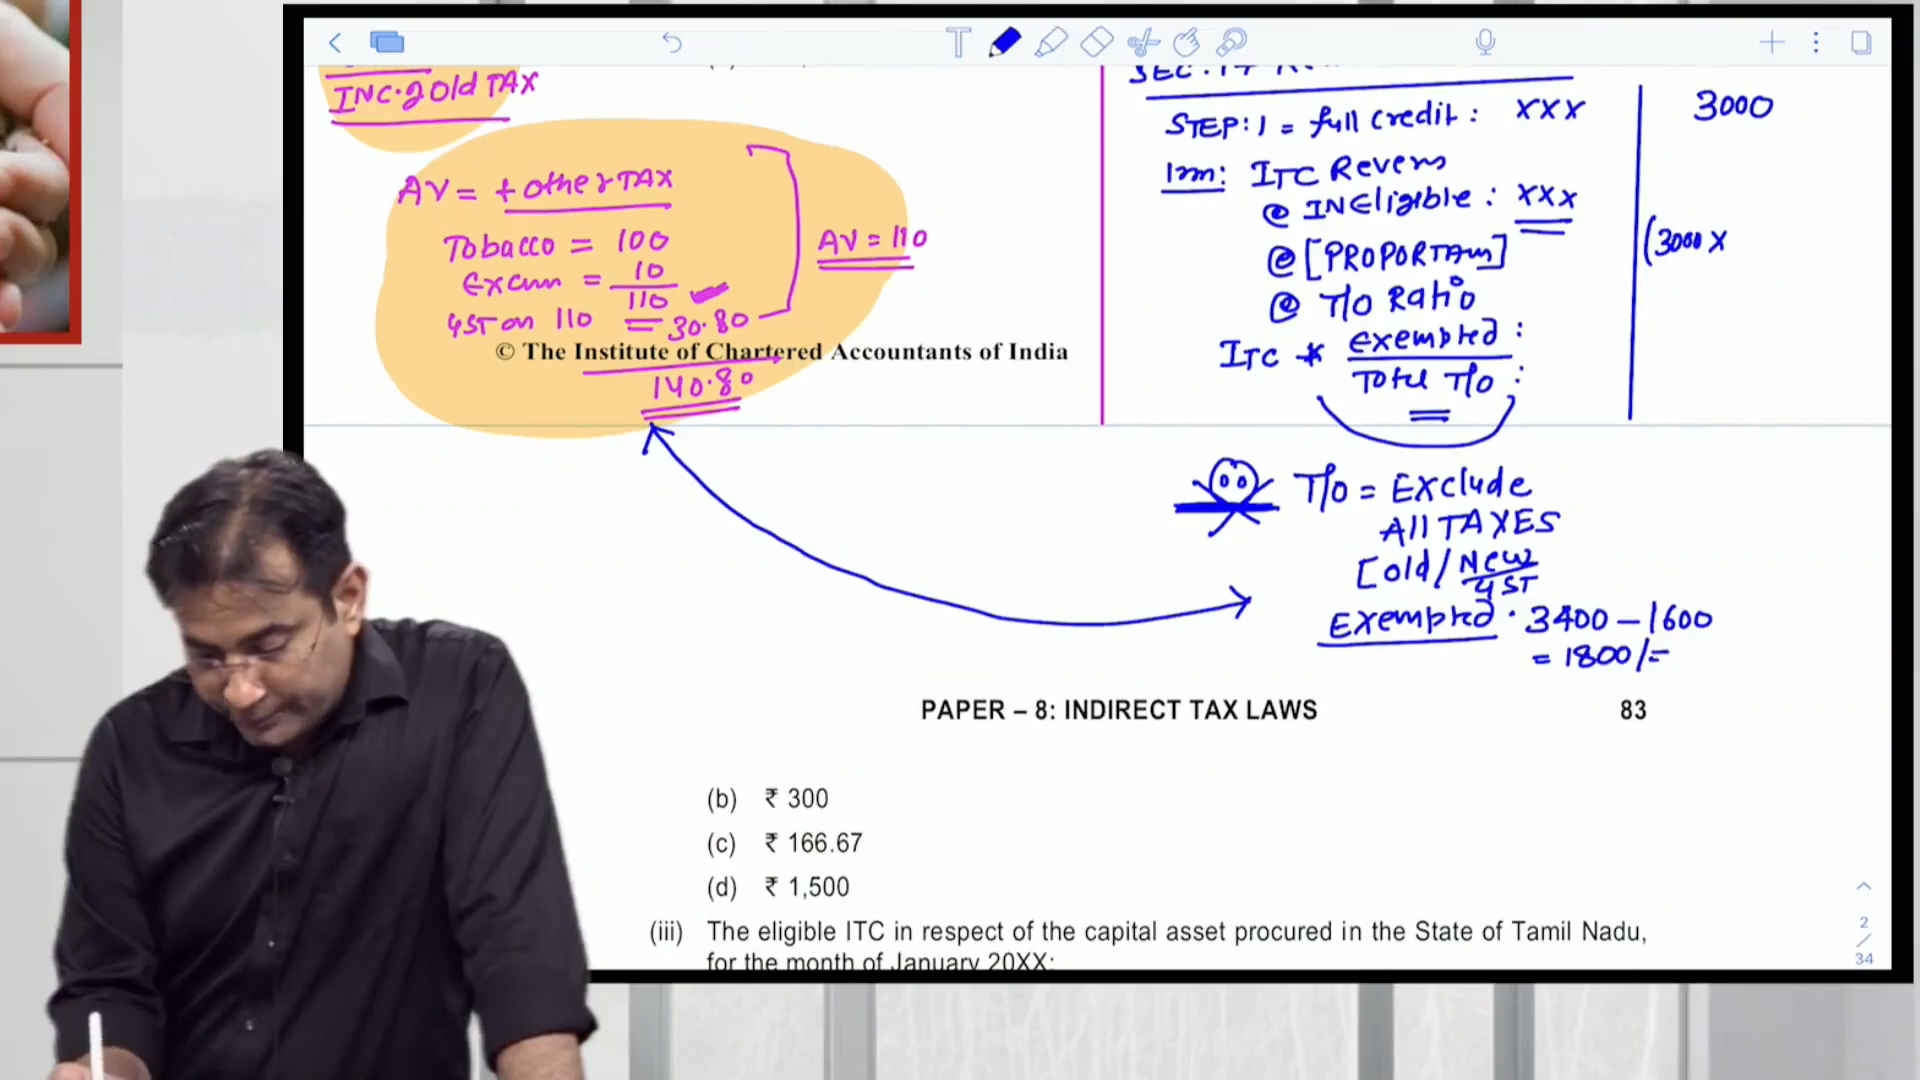 INC. old TAX
AV = + other TAX
Tobacco = 100
= 10
110
GST on 110 = 30.80
AV = 110
© The Institute of Chartered Accountants of India
140.80
STEP: 1 = full credit : XXX
3000
ITC Revers
@ INEligible : XXX
(3000 X
@ T/O Ratio
ITC * Exempted :
Total T/O :
T/O = Exclude
All TAXES
[old / New
GST
Exempted . 3400 – 1600
= 1800/=
PAPER – 8: INDIRECT TAX LAWS 83
(b) ₹ 300
(c) ₹ 166.67
(d) ₹ 1,500
(iii) The eligible ITC in respect of the capital asset procured in the State of Tamil Nadu,
for the month of January 20XX:
2
/
34